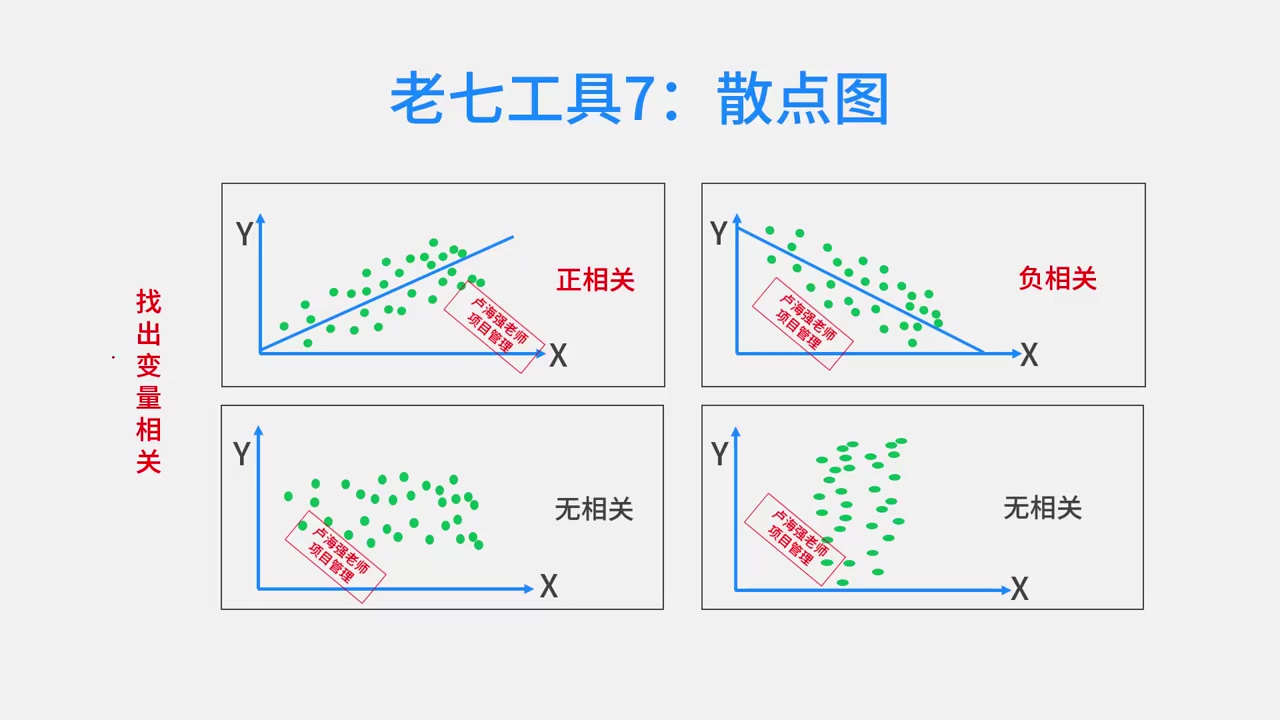 老七工具7：散点图
找出变量相关
Y
X
正相关
卢海强老师
项目管理
Y
X
负相关
卢海强老师
项目管理
Y
X
无相关
卢海强老师
项目管理
Y
X
无相关
卢海强老师
项目管理